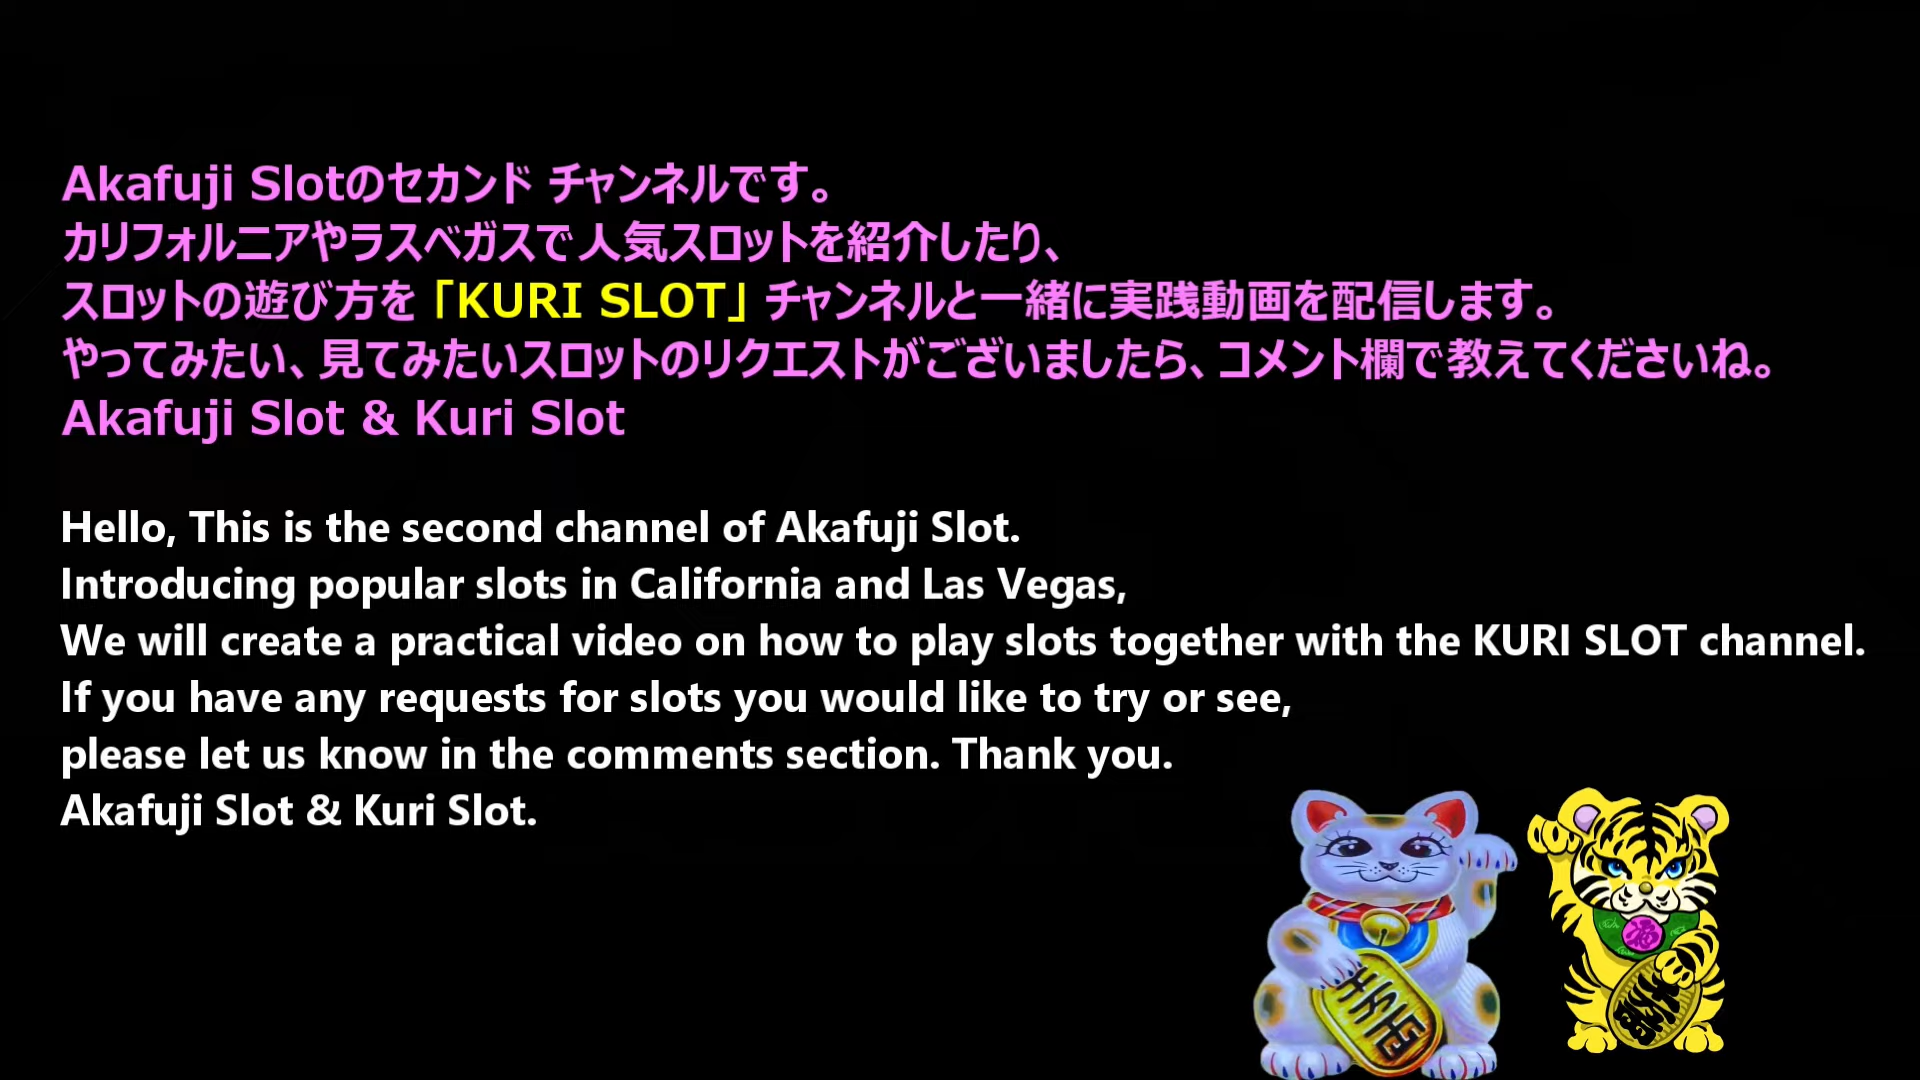 Akafuji Slotのセカンド チャンネルです。
カリフォルニアやラスベガスで人気スロットを紹介したり、
スロットの遊び方を「KURI SLOT」チャンネルと一緒に実践動画を配信します。
やってみたい、見てみたいスロットのリクエストがございましたら、コメント欄で教えてくださいね。
Akafuji Slot & Kuri Slot
Hello, This is the second channel of Akafuji Slot.
Introducing popular slots in California and Las Vegas,
We will create a practical video on how to play slots together with the KURI SLOT channel.
If you have any requests for slots you would like to try or see,
please let us know in the comments section. Thank you.
Akafuji Slot & Kuri Slot.
福